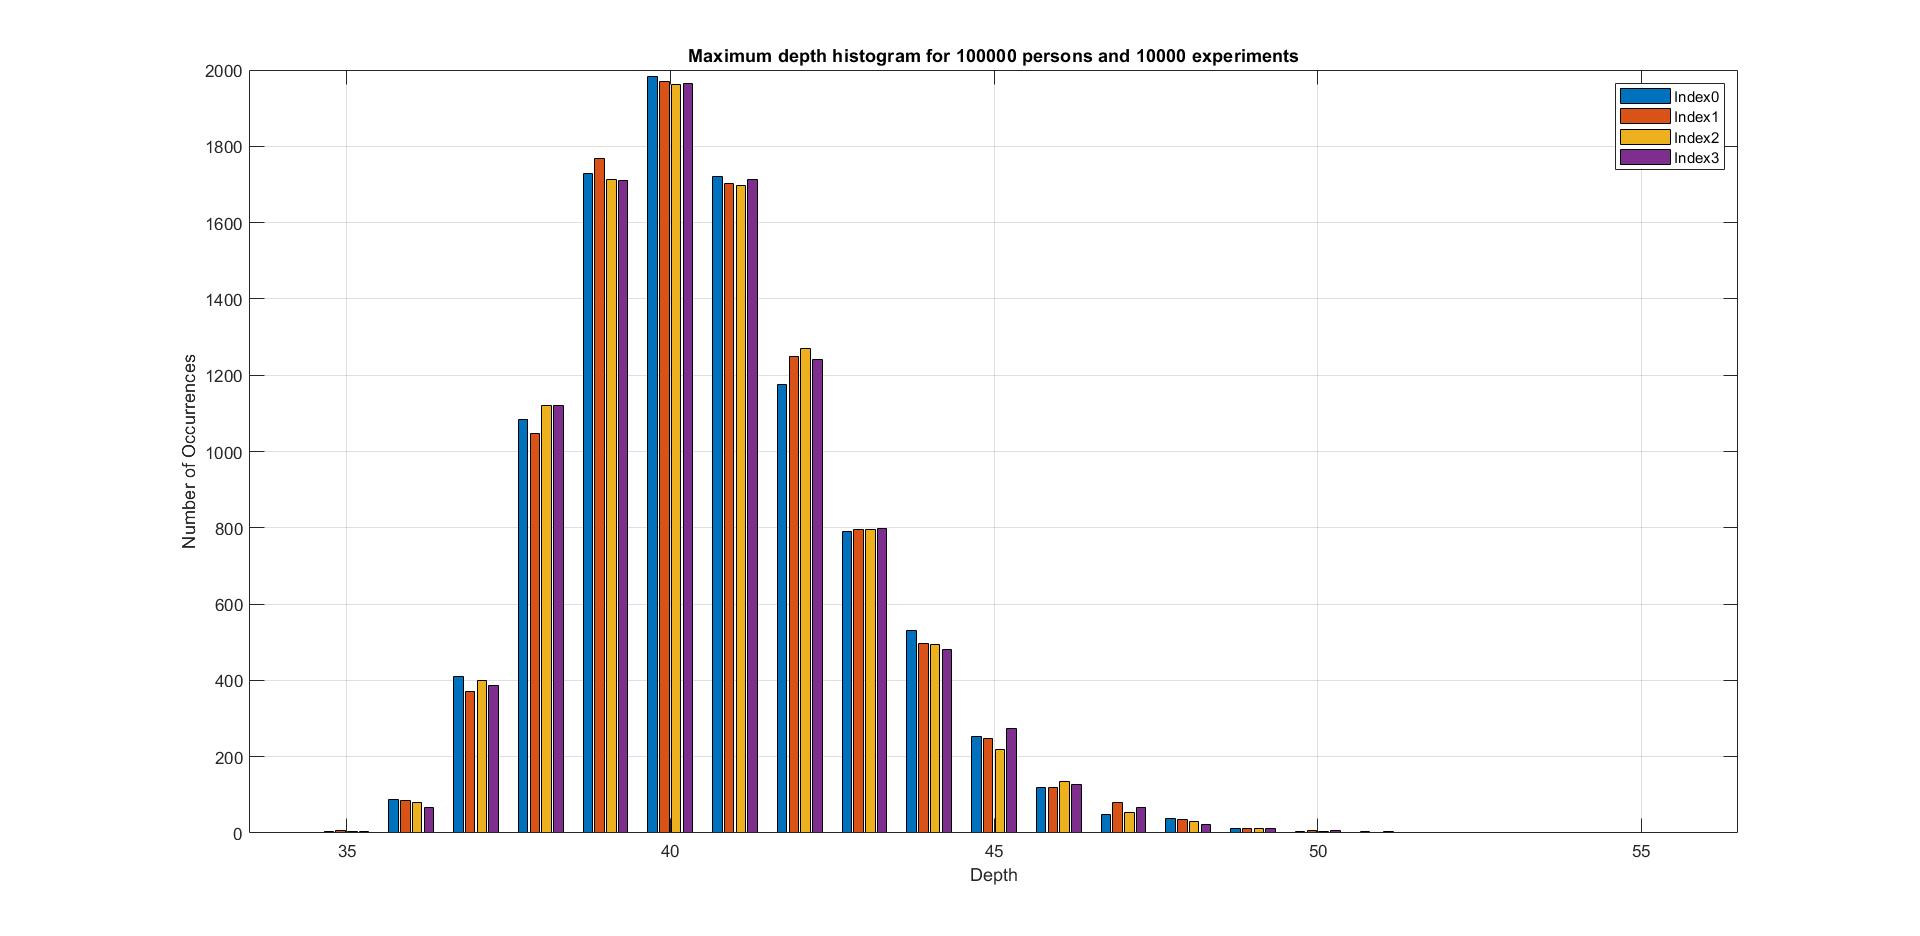 Maximum depth histogram for 100000 persons and 10000 experiments
2000
1800
1600
1400
1200
1000
800
600
400
200
0
Number of Occurrences
Index0
Index1
Index2
Index3
35 40 45 50 55
Depth